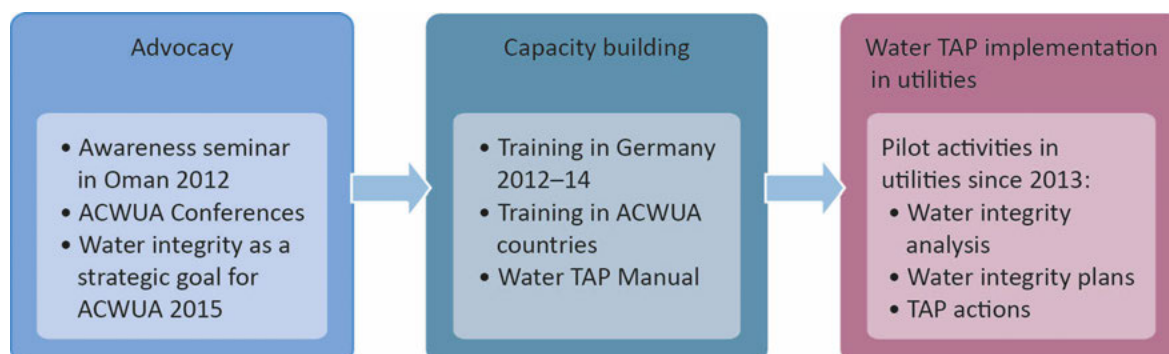 Advocacy
• Awareness seminar
in Oman 2012
• ACWUA Conferences
• Water integrity as a
strategic goal for
ACWUA 2015
Capacity building
• Training in Germany
2012–14
• Training in ACWUA
countries
• Water TAP Manual
Water TAP implementation
in utilities
Pilot activities in
utilities since 2013:
• Water integrity
analysis
• Water integrity plans
• TAP actions